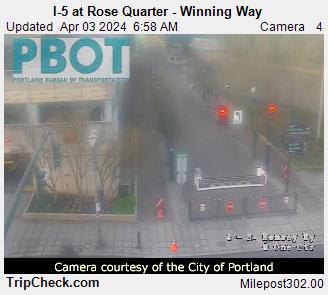 I-5 at Rose Quarter - Winning Way
Updated Apr 03 2024 6:58 AM Camera 4
PBOT
PORTLAND BUREAU OF TRANSPORTATION
Camera courtesy of the City of Portland
TripCheck.com Milepost302.00